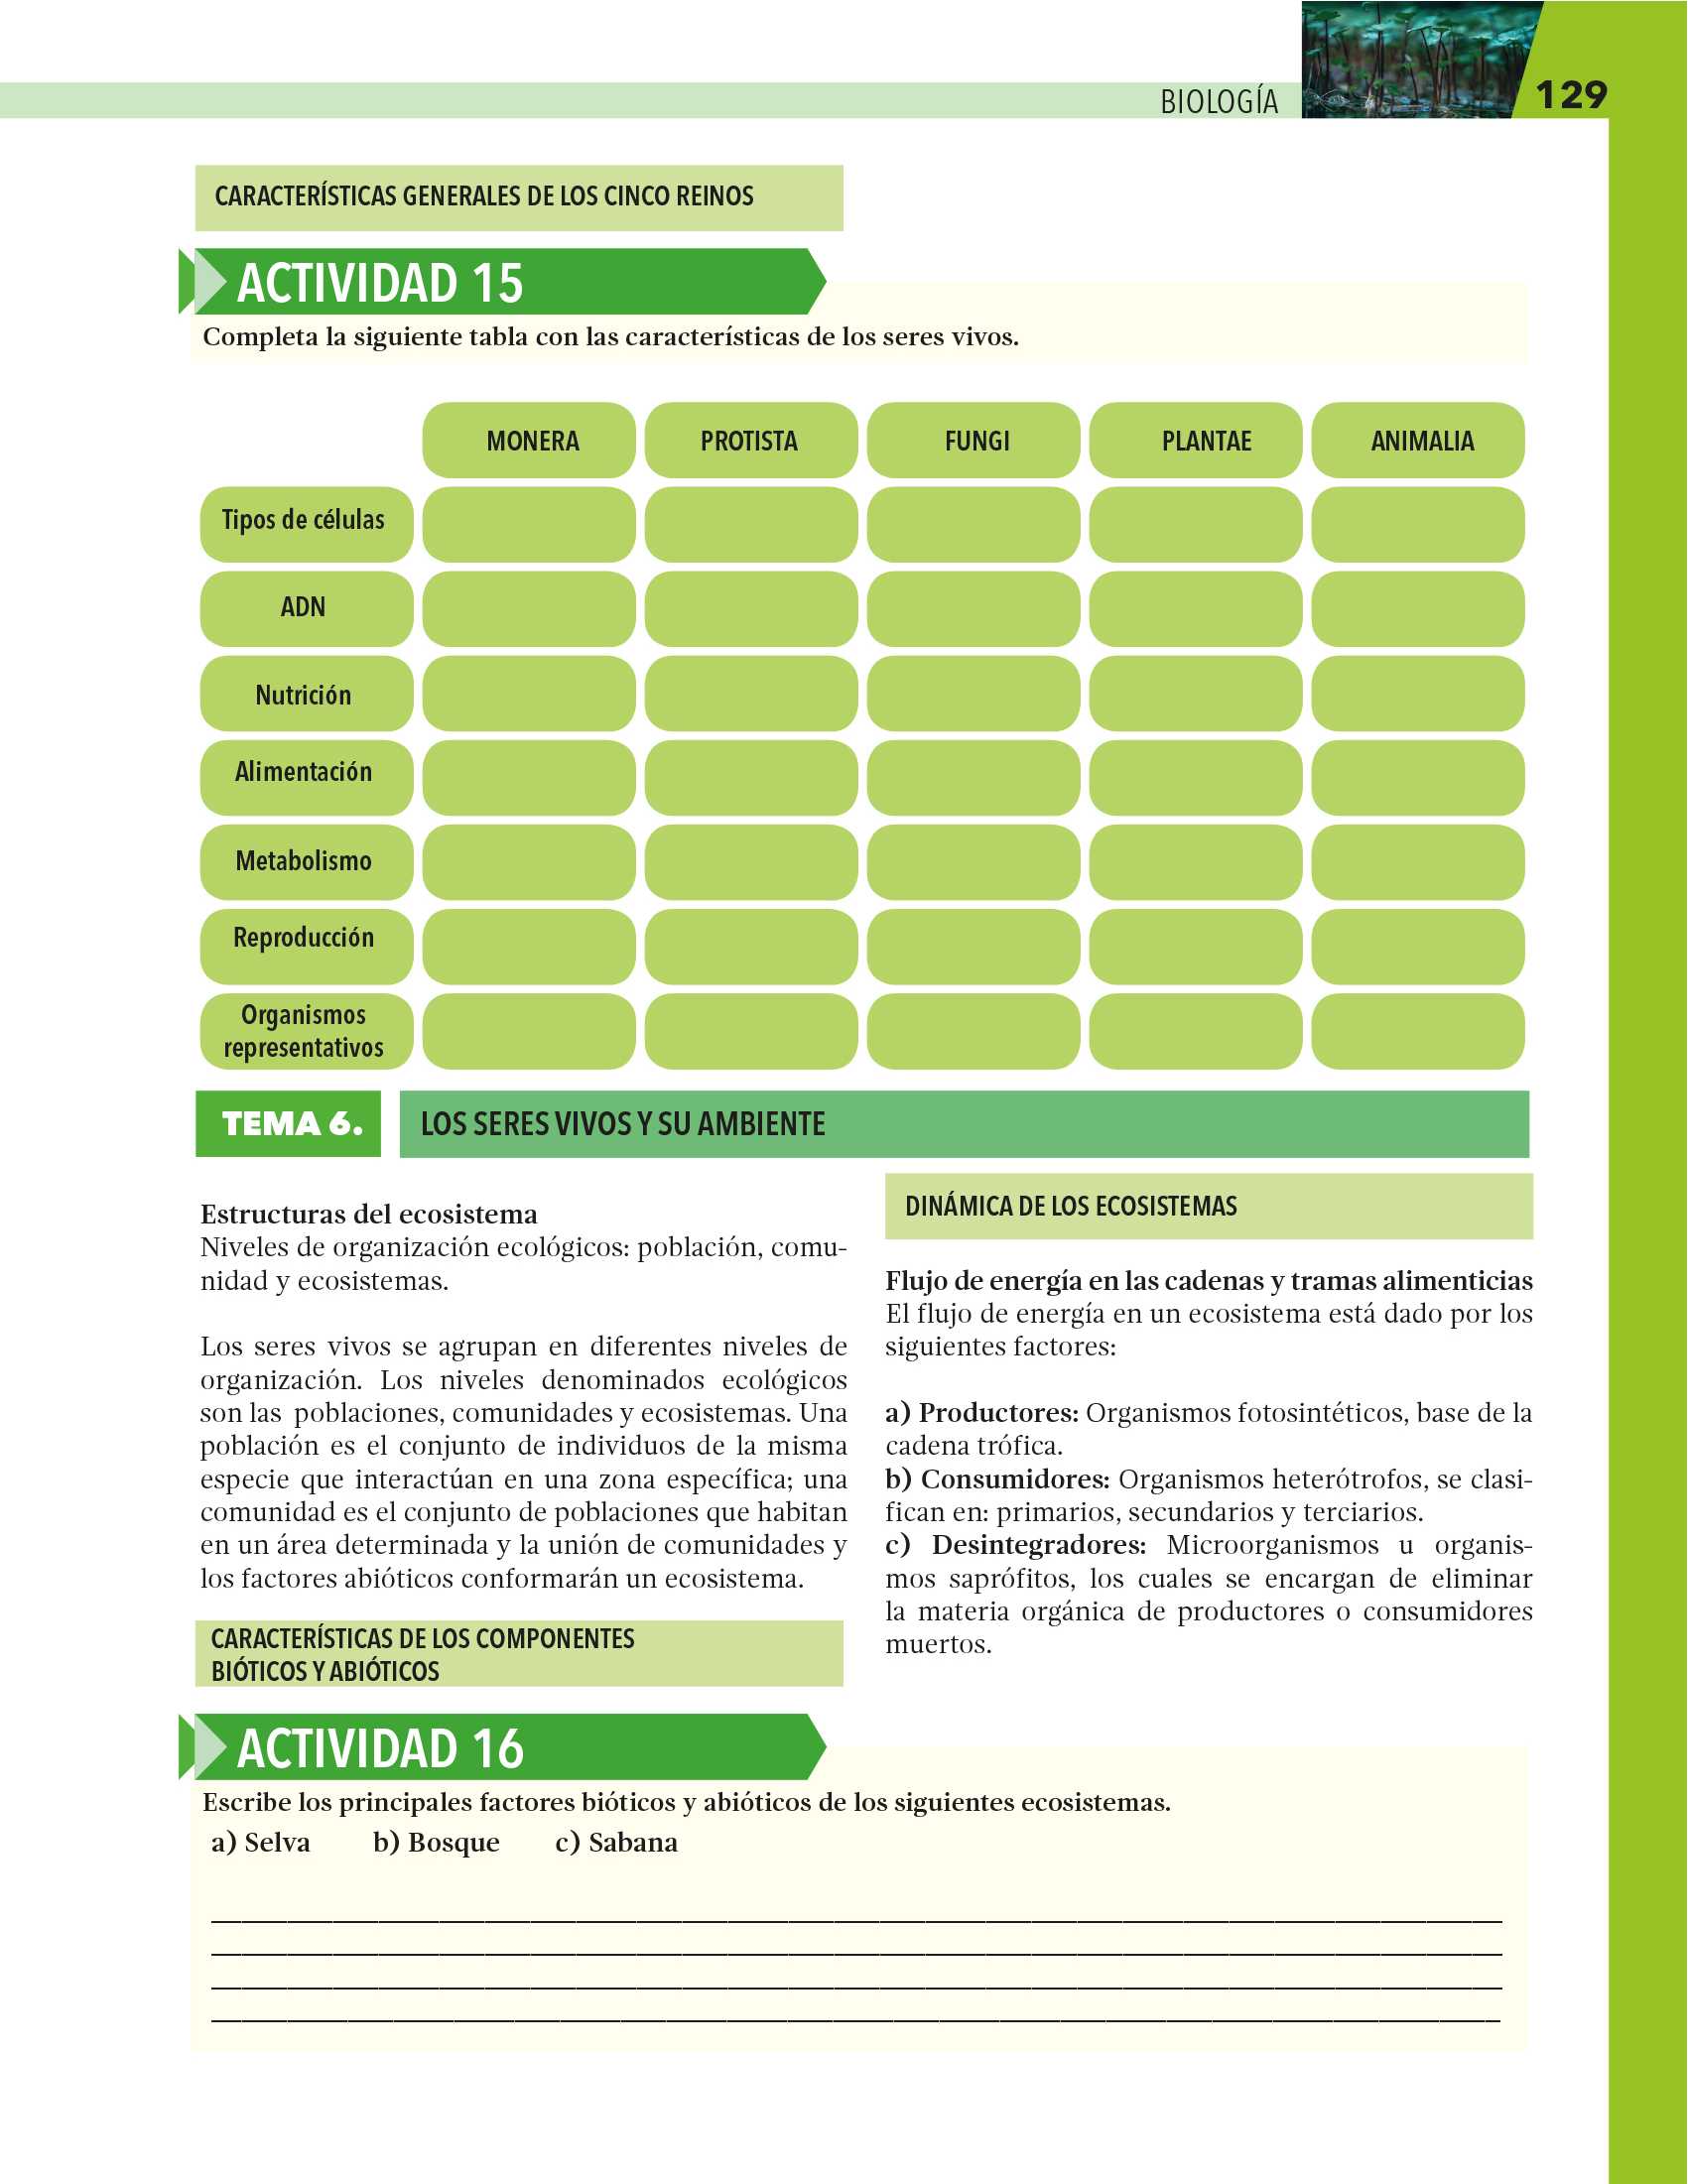 BIOLOGÍA
129
CARACTERÍSTICAS GENERALES DE LOS CINCO REINOS
ACTIVIDAD 15
Completa la siguiente tabla con las características de los seres vivos.
MONERA PROTISTA FUNGI PLANTAE ANIMALIA
Tipos de células
ADN
Nutrición
Alimentación
Metabolismo
Reproducción
Organismos
representativos
TEMA 6. LOS SERES VIVOS Y SU AMBIENTE
Estructuras del ecosistema
Niveles de organización ecológicos: población, comu-
nidad y ecosistemas.
Los seres vivos se agrupan en diferentes niveles de
organización. Los niveles denominados ecológicos
son las poblaciones, comunidades y ecosistemas. Una
población es el conjunto de individuos de la misma
especie que interactúan en una zona específica; una
comunidad es el conjunto de poblaciones que habitan
en un área determinada y la unión de comunidades y
los factores abióticos conformarán un ecosistema.
CARACTERÍSTICAS DE LOS COMPONENTES
BIÓTICOS Y ABIÓTICOS
DINÁMICA DE LOS ECOSISTEMAS
Flujo de energía en las cadenas y tramas alimenticias
El flujo de energía en un ecosistema está dado por los
siguientes factores:
a) Productores: Organismos fotosintéticos, base de la
cadena trófica.
b) Consumidores: Organismos heterótrofos, se clasi-
fican en: primarios, secundarios y terciarios.
c) Desintegradores: Microorganismos u organis-
mos saprófitos, los cuales se encargan de eliminar
la materia orgánica de productores o consumidores
muertos.
ACTIVIDAD 16
Escribe los principales factores bióticos y abióticos de los siguientes ecosistemas.
a) Selva b) Bosque c) Sabana